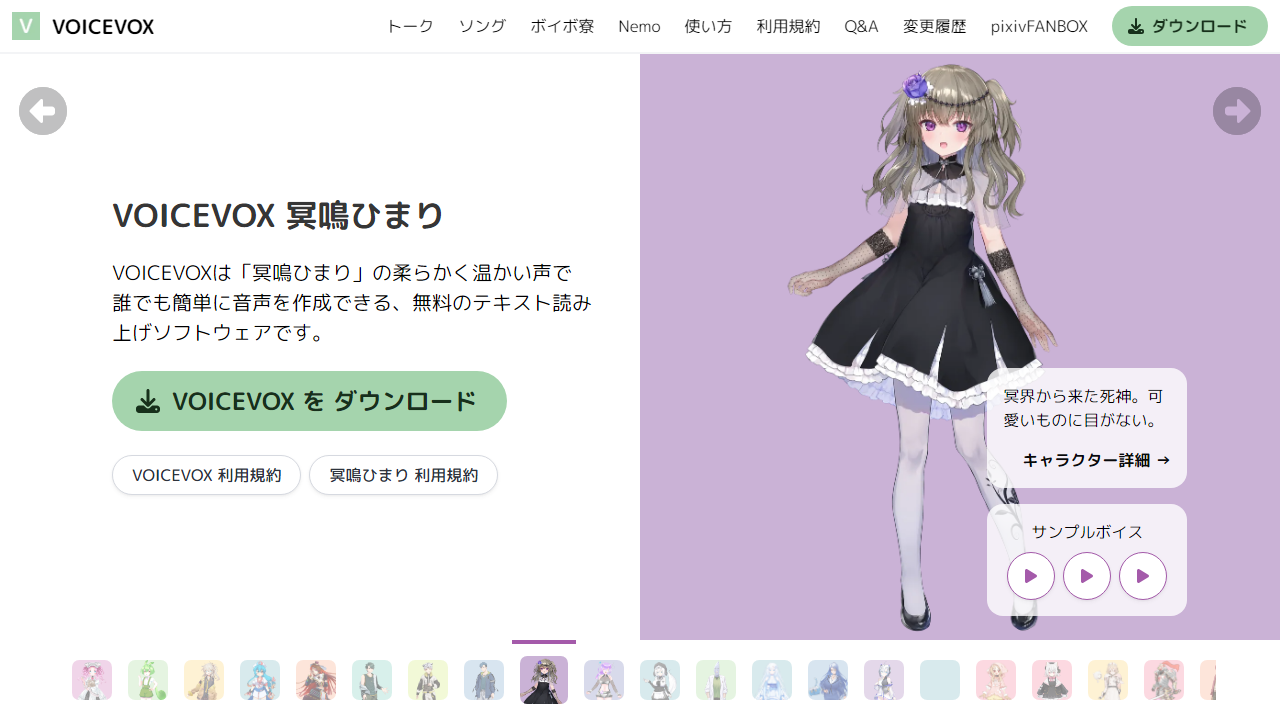 V VOICEVOX
トーク ソング ボイボ寮 Nemo 使い方 利用規約 Q&A 変更履歴 pixivFANBOX ダウンロード
VOICEVOX 冥鳴ひまり
VOICEVOXは「冥鳴ひまり」の柔らかく温かい声で
誰でも簡単に音声を作成できる、無料のテキスト読み
上げソフトウェアです。
VOICEVOX を ダウンロード
VOICEVOX 利用規約 冥鳴ひまり 利用規約
冥界から来た死神。可
愛いものに目がない。
キャラクター詳細 →
サンプルボイス